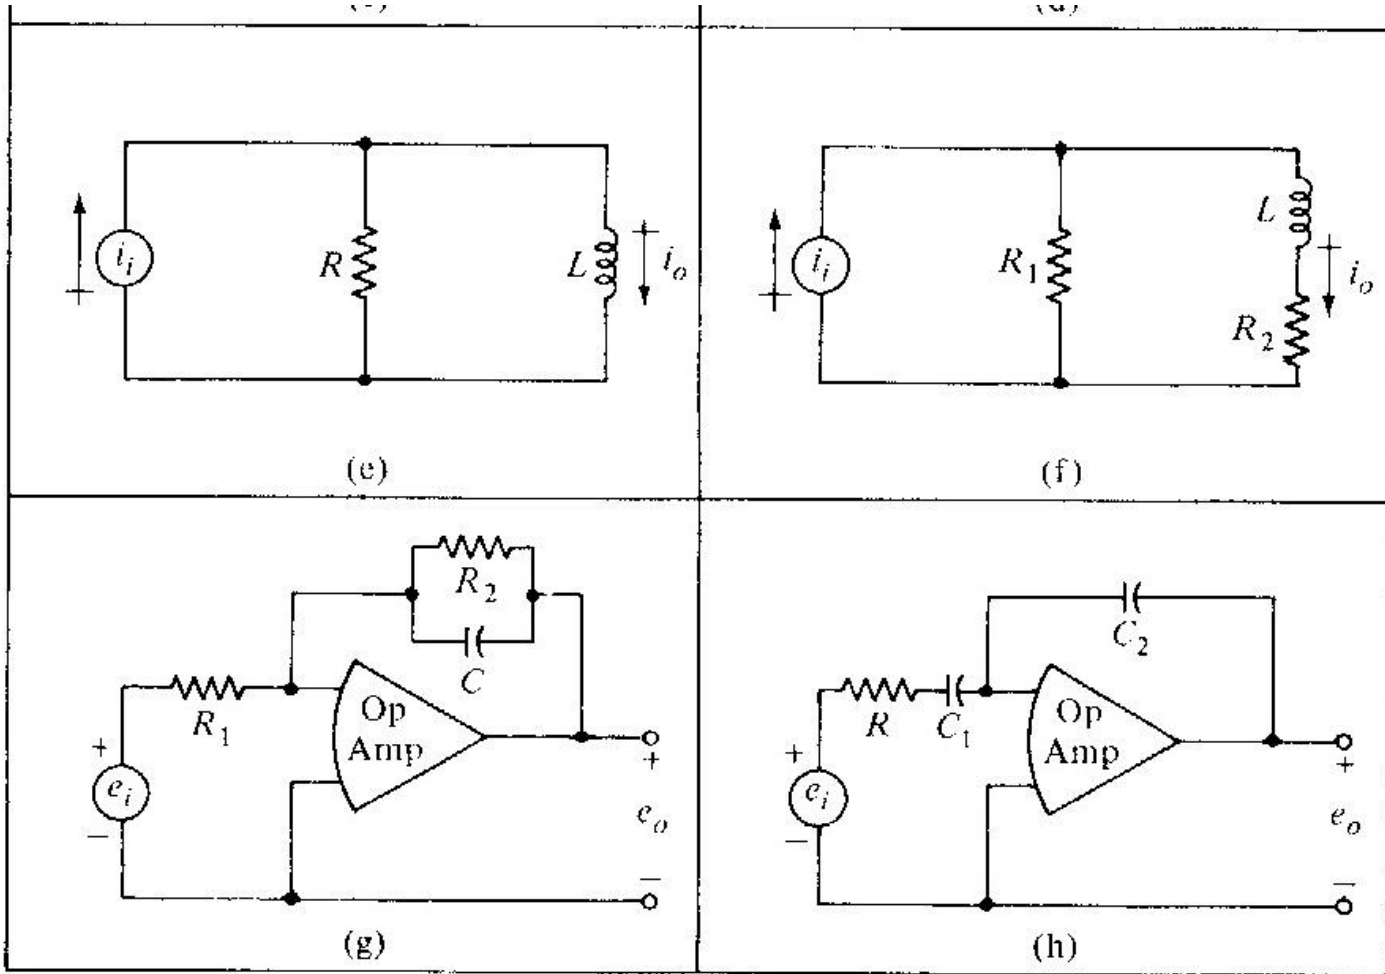 i_i
R
L
i_o
(e)
i_i
R_1
L
i_o
R_2
(f)
R_2
C
R_1
Op
Amp
+
e_i
−
+
e_o
−
(g)
C_2
R
C_1
Op
Amp
+
e_i
−
+
e_o
−
(h)